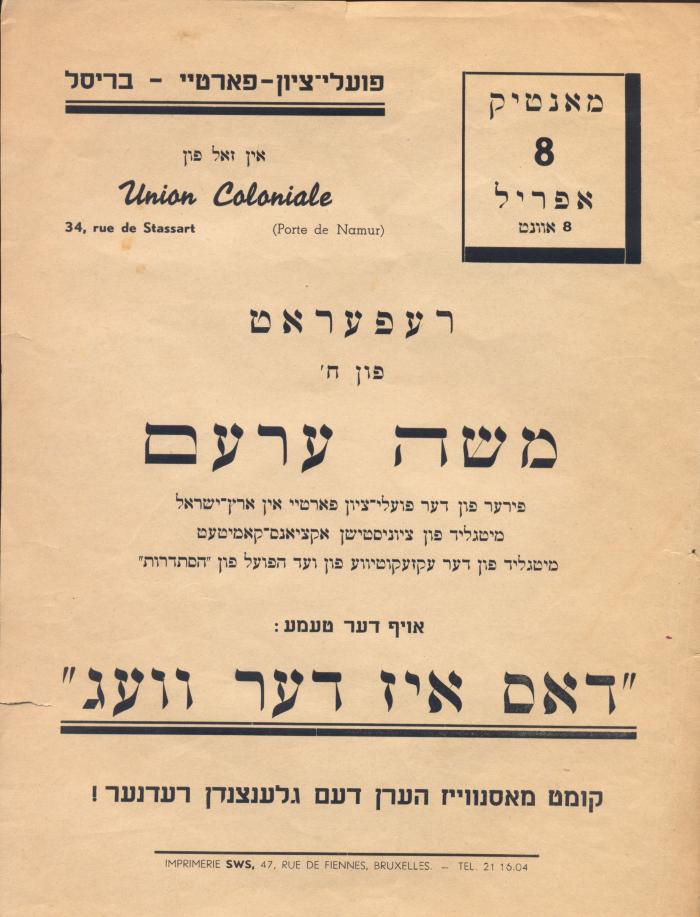 פועלי־ציון-פארטיי - בריסל
אין זאל פון
Union Coloniale
34, rue de Stassart (Porte de Namur)
מאנטיק
8
אפריל
8 אוונט
רעפעראט
פון ח'
משה ערעם
פירער פון דער פועלי־ציון פארטיי אין ארץ־ישראל
מיטגליד פון ציוניסטישן אקציאנס־קאמיטעט
מיטגליד פון דער עקזעקוטיווע פון ועד הפועל פון "הסתדרות"
אויף דער טעמע :
"דאס איז דער וועג"
קומט מאסנווייז הערן דעם גלענצנדן רעדנער !
IMPRIMERIE SWS, 47, RUE DE FIENNES, BRUXELLES. — TEL. 21 16.04